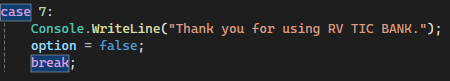 case 7:
Console.WriteLine("Thank you for using RV TIC BANK.");
option = false;
break;